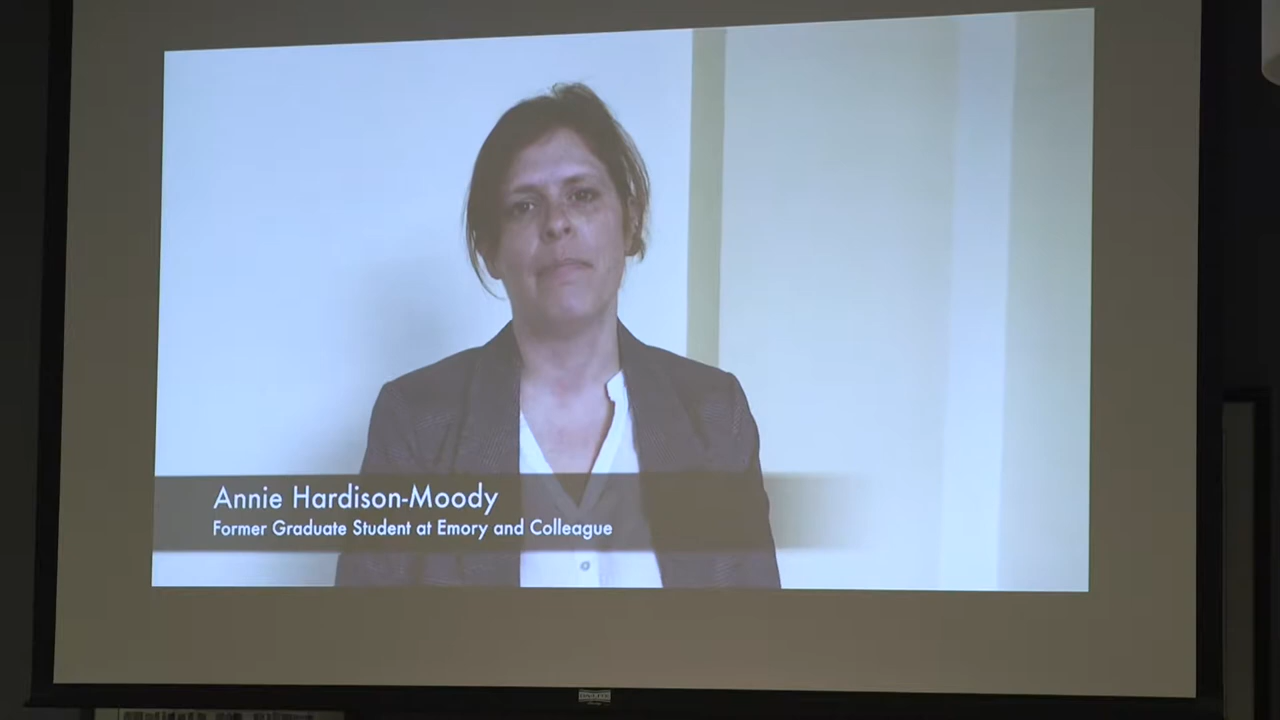 Annie Hardison-Moody
Former Graduate Student at Emory and Colleague